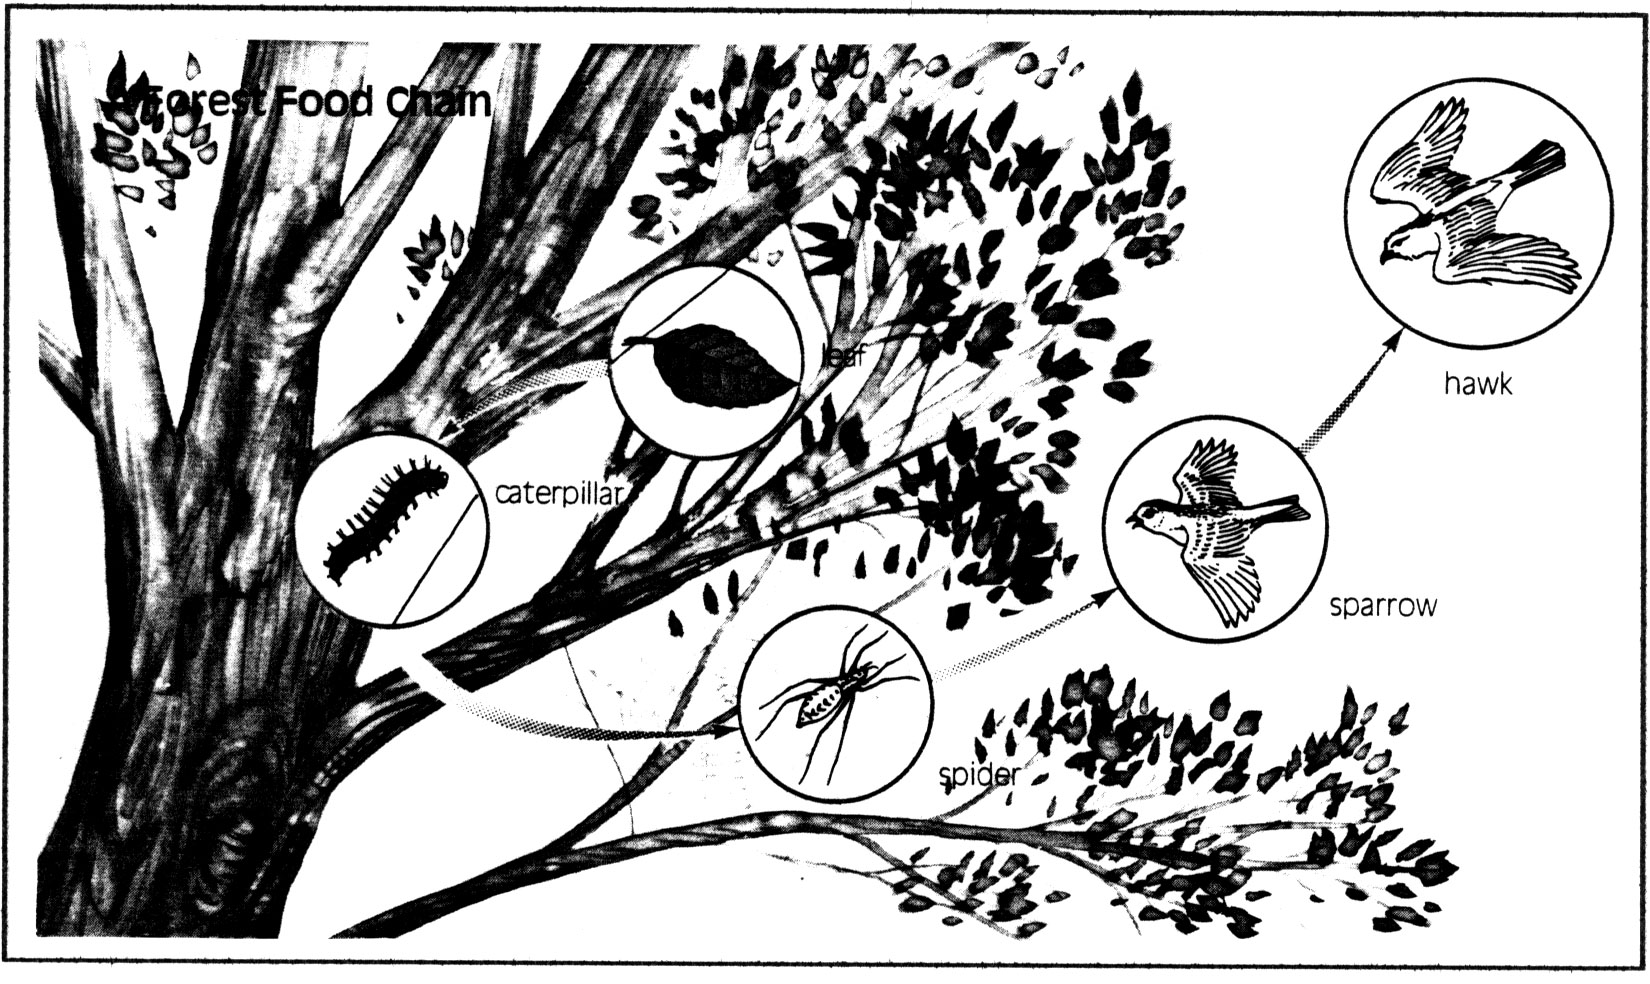 A Forest Food Chain
leaf
hawk
caterpillar
sparrow
spider